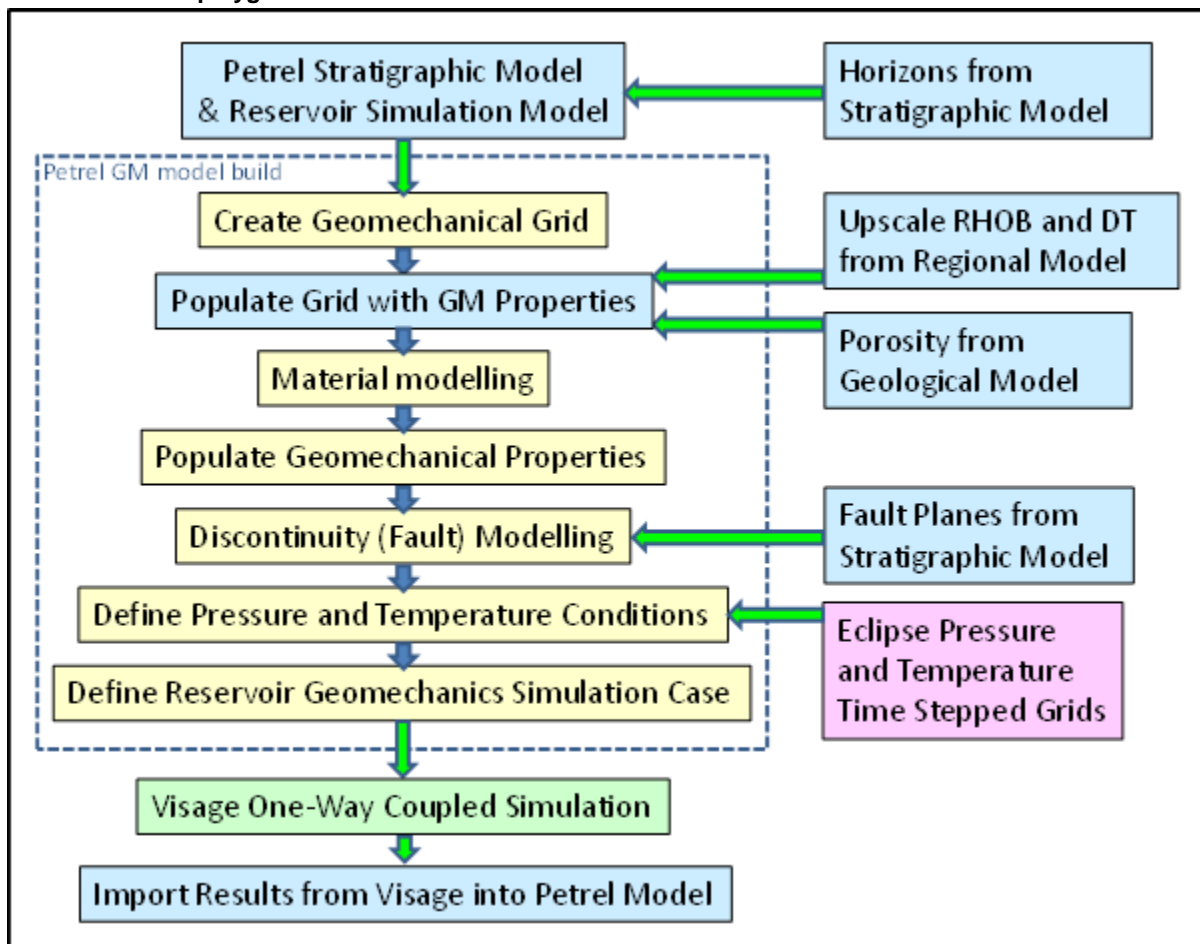 Petrel Stratigraphic Model
& Reservoir Simulation Model
Horizons from
Stratigraphic Model
Petrel GM model build
Create Geomechanical Grid
Upscale RHOB and DT
from Regional Model
Populate Grid with GM Properties
Porosity from
Geological Model
Material modelling
Populate Geomechanical Properties
Discontinuity (Fault) Modelling
Fault Planes from
Stratigraphic Model
Define Pressure and Temperature Conditions
Eclipse Pressure
and Temperature
Time Stepped Grids
Define Reservoir Geomechanics Simulation Case
Visage One-Way Coupled Simulation
Import Results from Visage into Petrel Model